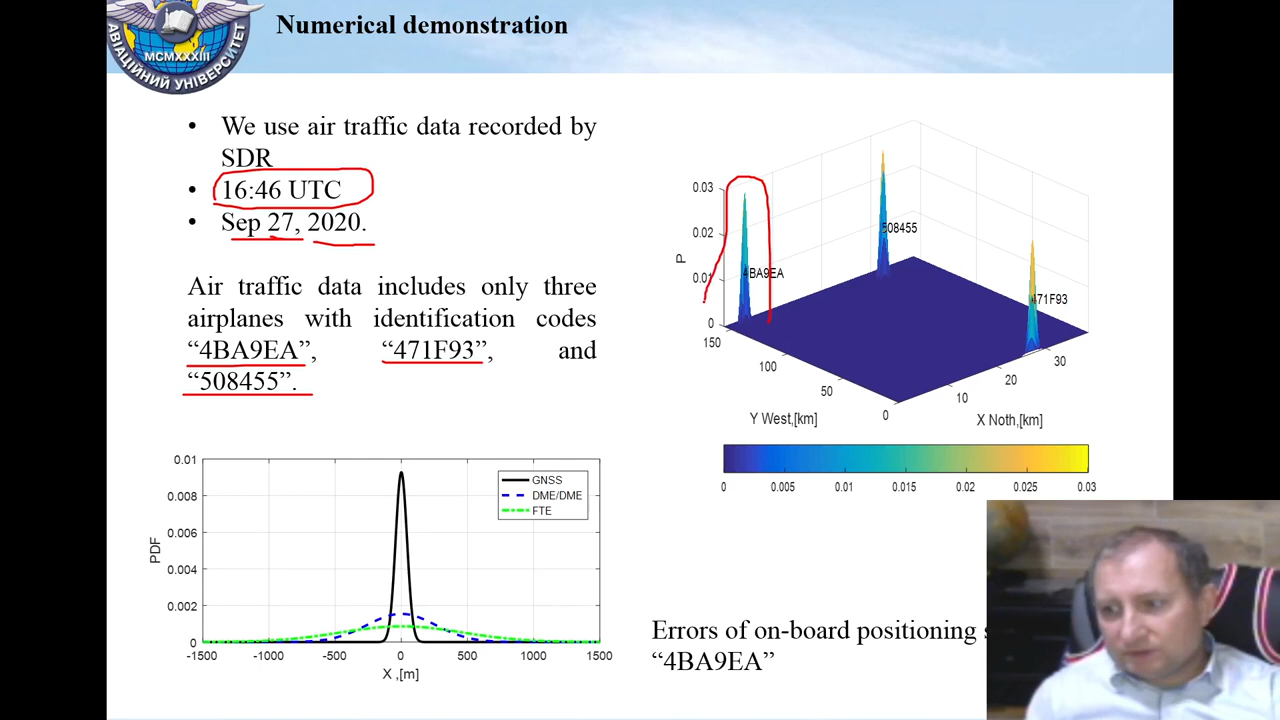 Numerical demonstration
MCMXXXIII
АВІАЦІЙНИЙ УНІВЕРСИТЕТ
• We use air traffic data recorded by
SDR
• 16:46 UTC
• Sep 27, 2020.
Air traffic data includes only three
airplanes with identification codes
“4BA9EA”, “471F93”, and
“508455”.
0.03
0.02
0.01
0
P
4BA9EA
508455
471F93
150
100
50
0
10
20
30
Y West,[km]
X Noth,[km]
0 0.005 0.01 0.015 0.02 0.025 0.03
0.01
0.008
0.006
0.004
0.002
0
PDF
GNSS
DME/DME
FTE
-1500 -1000 -500 0 500 1000 1500
X ,[m]
Errors of on-board positioning
“4BA9EA”